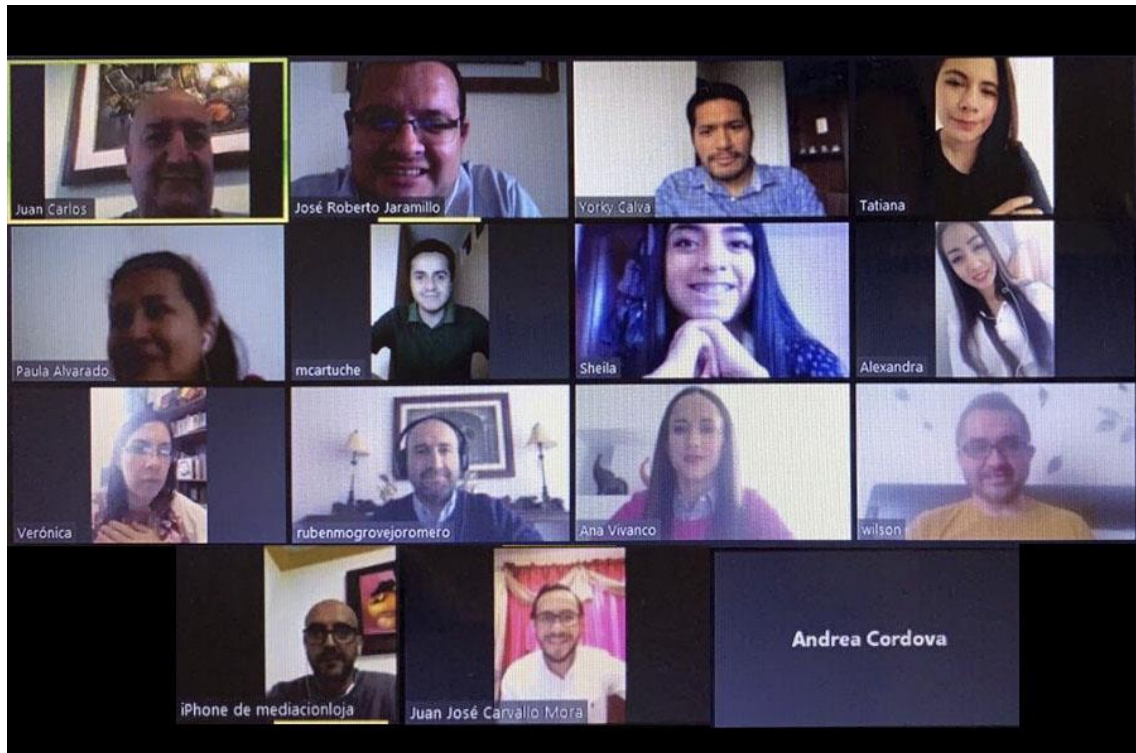 Juan Carlos
José Roberto Jaramillo
Yorky Calva
Tatiana
Paula Alvarado
mcartuche
Sheila
Alexandra
Verónica
rubenmogrovejoromero
Ana Vivanco
wilson
iPhone de mediacionloja
Juan José Carvallo Mora
Andrea Cordova